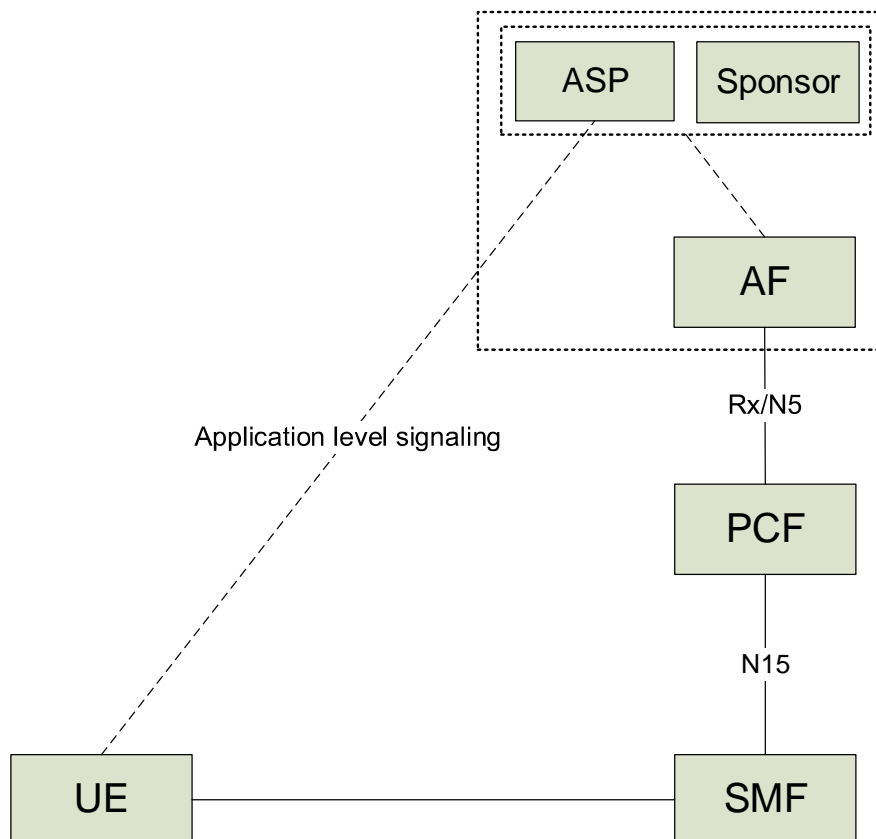 ASP
Sponsor
AF
Rx/N5
Application level signaling
PCF
N15
UE
SMF